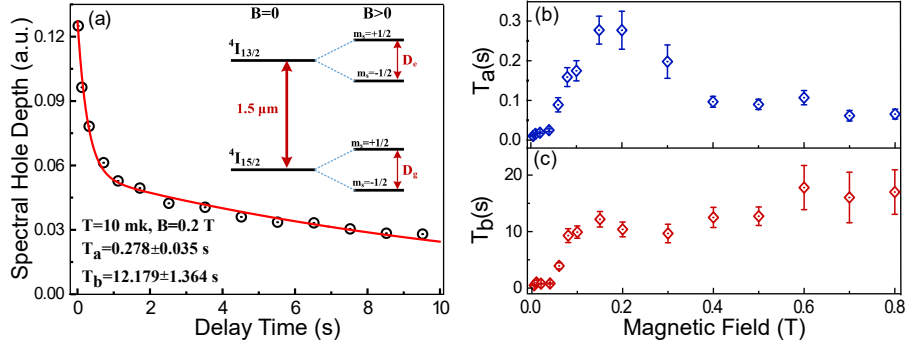 (a)
B=0
B>0
⁴I₁₃/₂
mₛ=+1/2
mₛ=-1/2
Dₑ
1.5 µm
⁴I₁₅/₂
mₛ=+1/2
mₛ=-1/2
D_g
T=10 mk, B=0.2 T
Tₐ=0.278±0.035 s
T_b=12.179±1.364 s
Spectral Hole Depth (a.u.)
0.12
0.09
0.06
0.03
0.00
0 2 4 6 8 10
Delay Time (s)
(b)
Tₐ(s)
0.3
0.2
0.1
0.0
(c)
T_b(s)
20
10
0
0.0 0.2 0.4 0.6 0.8
Magnetic Field (T)